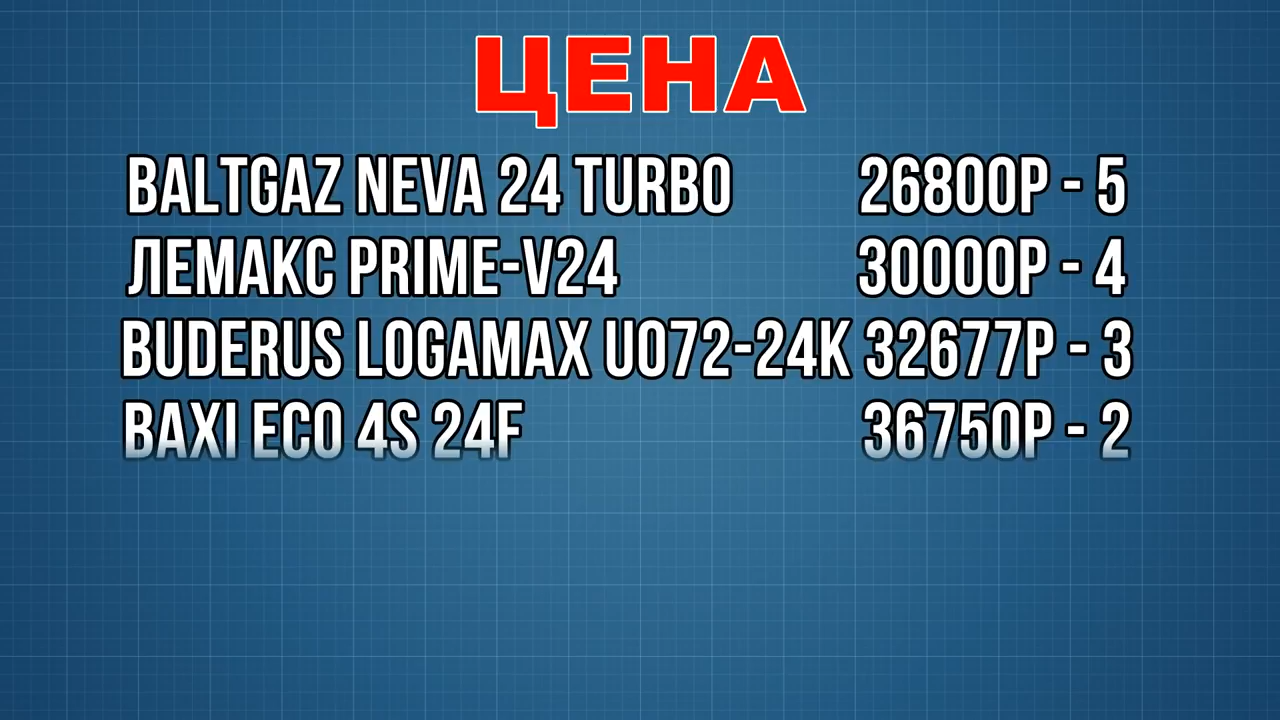 ЦЕНА
BALTGAZ NEVA 24 TURBO 26800Р - 5
ЛЕМАКС PRIME-V24 30000Р - 4
BUDERUS LOGAMAX U072-24K 32677Р - 3
BAXI ECO 4S 24F 36750Р - 2